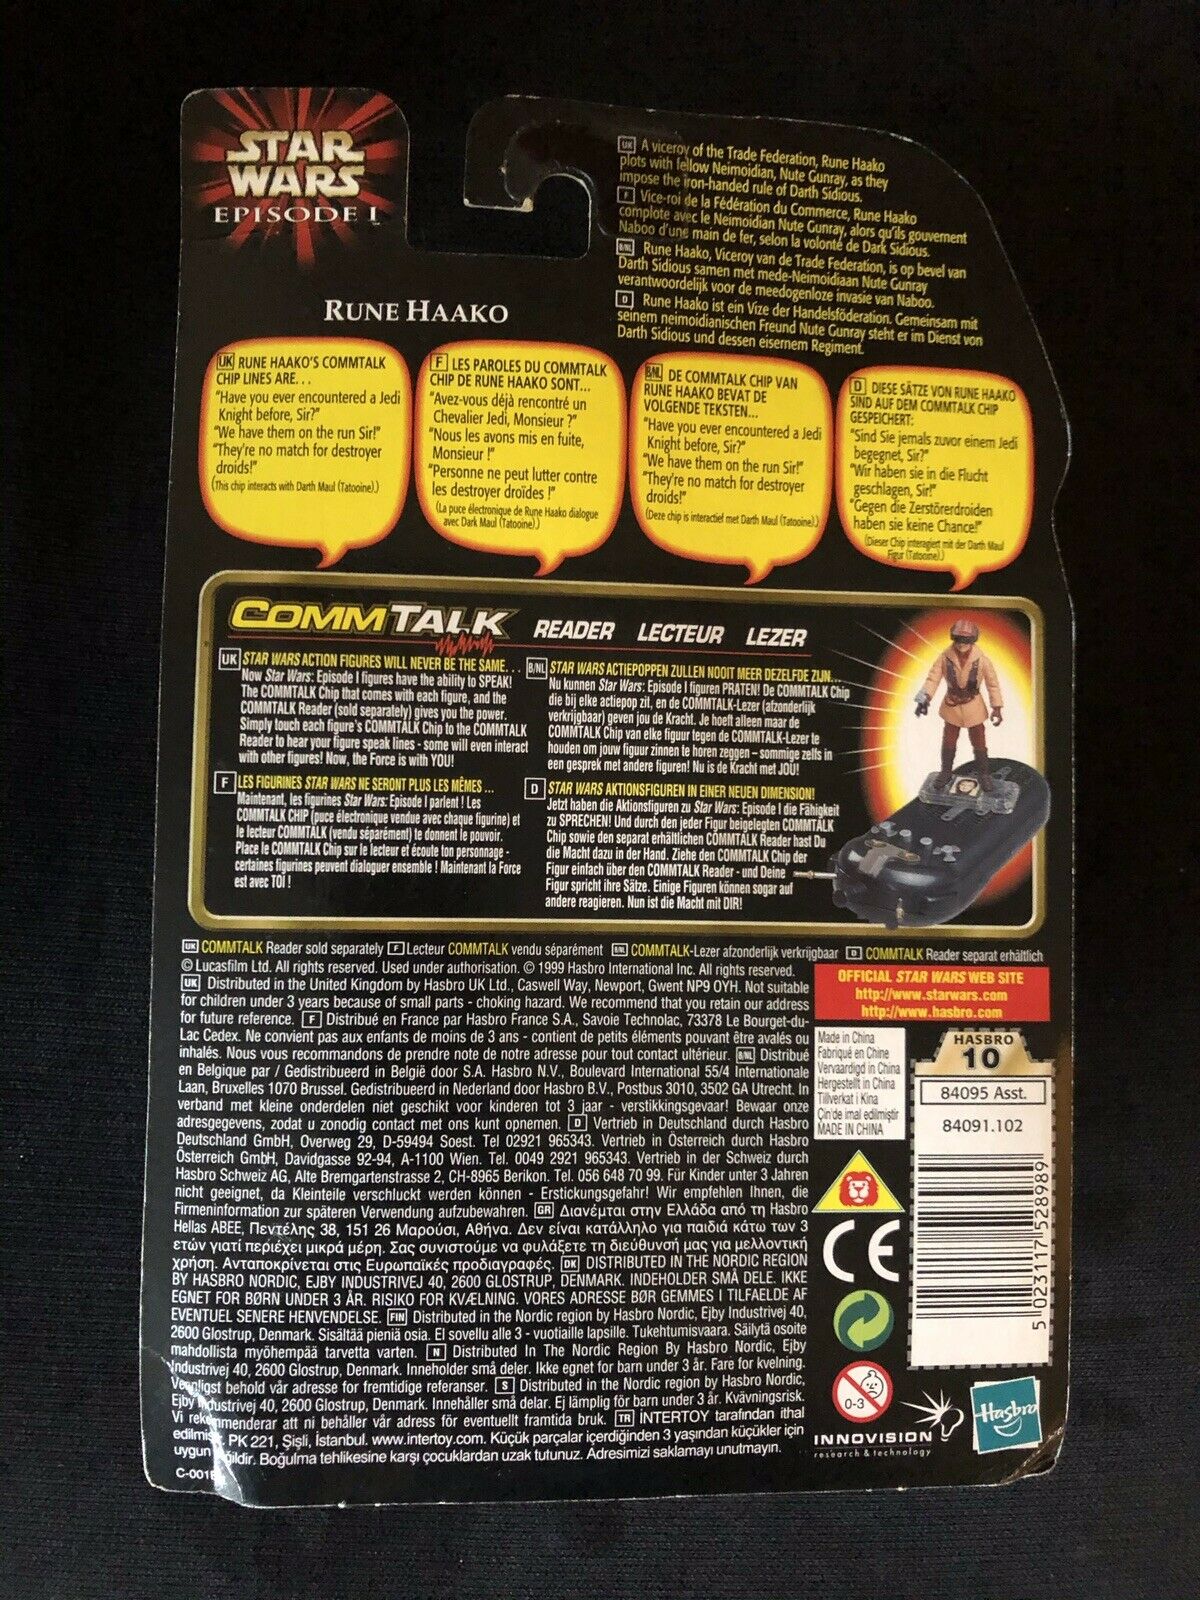 STAR
WARS
EPISODE I
RUNE HAAKO
UK A viceroy of the Trade Federation, Rune Haako
plots with fellow Neimoidian, Nute Gunray, as they
impose the iron-handed rule of Darth Sidious.
F Vice-roi de la Fédération du Commerce, Rune Haako
complote avec le Neimoidian Nute Gunray, alors qu'ils gouvernent
Naboo d'une main de fer, selon la volonté de Dark Sidious.
B/NL Rune Haako, Viceroy van de Trade Federation, is op bevel van
Darth Sidious samen met mede-Neimoidiaan Nute Gunray
verantwoordelijk voor de meedogenloze invasie van Naboo.
D Rune Haako ist ein Vize der Handelsföderation. Gemeinsam mit
seinem neimoidianischen Freund Nute Gunray steht er im Dienst von
Darth Sidious und dessen eisernem Regiment.
UK RUNE HAAKO'S COMMTALK
CHIP LINES ARE...
"Have you ever encountered a Jedi
Knight before, Sir?"
"We have them on the run Sir!"
"They're no match for destroyer
droids!"
(This chip interacts with Darth Maul (Tatooine).)
F LES PAROLES DU COMMTALK
CHIP DE RUNE HAAKO SONT...
"Avez-vous déjà rencontré un
Chevalier Jedi, Monsieur ?"
"Nous les avons mis en fuite,
Monsieur !"
"Personne ne peut lutter contre
les destroyer droïdes !"
(La puce électronique de Rune Haako dialogue
avec Dark Maul (Tatooine).)
B/NL DE COMMTALK CHIP VAN
RUNE HAAKO BEVAT DE
VOLGENDE TEKSTEN...
"Have you ever encountered a Jedi
Knight before, Sir?"
"We have them on the run Sir!"
"They're no match for destroyer
droids!"
(Deze chip is interactief met Darth Maul (Tatooine).)
D DIESE SÄTZE VON RUNE HAAKO
SIND AUF DEM COMMTALK CHIP
GESPEICHERT:
"Sind Sie jemals zuvor einem Jedi
begegnet, Sir?"
"Wir haben sie in die Flucht
geschlagen, Sir!"
"Gegen die Zerstörerdroiden
haben sie keine Chance!"
(Dieser Chip interagiert mit der Darth Maul
Figur (Tatooine).)
COMMTALK READER LECTEUR LEZER
UK STAR WARS ACTION FIGURES WILL NEVER BE THE SAME...
Now Star Wars: Episode I figures have the ability to SPEAK!
The COMMTALK Chip that comes with each figure, and the
COMMTALK Reader (sold separately) gives you the power.
Simply touch each figure's COMMTALK Chip to the COMMTALK
Reader to hear your figure speak lines - some will even interact
with other figures! Now, the Force is with YOU!
F LES FIGURINES STAR WARS NE SERONT PLUS LES MÊMES...
Maintenant, les figurines Star Wars: Episode I parlent ! Les
COMMTALK CHIP (puce électronique vendue avec chaque figurine) et
le lecteur COMMTALK (vendu séparément) te donnent le pouvoir.
Place le COMMTALK Chip sur le lecteur et écoute ton personnage -
certaines figurines peuvent dialoguer ensemble ! Maintenant la Force
est avec TOI !
B/NL STAR WARS ACTIEPOPPEN ZULLEN NOOIT MEER DEZELFDE ZIJN...
Nu kunnen Star Wars: Episode I figuren PRATEN! De COMMTALK Chip
die bij elke actiepop zit, en de COMMTALK-Lezer (afzonderlijk
verkrijgbaar) geven jou de Kracht. Je hoeft alleen maar de
COMMTALK Chip van elke figuur tegen de COMMTALK-Lezer te
houden om jouw figuur zinnen te horen zeggen – sommige zelfs in
een gesprek met andere figuren! Nu is de Kracht met JOU!
D STAR WARS AKTIONSFIGUREN IN EINER NEUEN DIMENSION!
Jetzt haben die Aktionsfiguren zu Star Wars: Episode I die Fähigkeit
zu SPRECHEN! Und durch den jeder Figur beigelegten COMMTALK
Chip sowie den separat erhältlichen COMMTALK Reader hast Du
die Macht dazu in der Hand. Ziehe den COMMTALK Chip der
Figur einfach über den COMMTALK Reader - und Deine
Figur spricht ihre Sätze. Einige Figuren können sogar auf
andere reagieren. Nun ist die Macht mit DIR!
UK COMMTALK Reader sold separately F Lecteur COMMTALK vendu séparément B/NL COMMTALK-Lezer afzonderlijk verkrijgbaar D COMMTALK Reader separat erhältlich
© Lucasfilm Ltd. All rights reserved. Used under authorisation. © 1999 Hasbro International Inc. All rights reserved.
UK Distributed in the United Kingdom by Hasbro UK Ltd., Caswell Way, Newport, Gwent NP9 0YH. Not suitable
for children under 3 years because of small parts - choking hazard. We recommend that you retain our address
for future reference. F Distribué en France par Hasbro France S.A., Savoie Technolac, 73378 Le Bourget-du-
Lac Cedex. Ne convient pas aux enfants de moins de 3 ans - contient de petits éléments pouvant être avalés ou
inhalés. Nous vous recommandons de prendre note de notre adresse pour tout contact ultérieur. B/NL Distribué
en Belgique par / Gedistribueerd in België door S.A. Hasbro N.V., Boulevard International 55/4 Internationale
Laan, Bruxelles 1070 Brussel. Gedistribueerd in Nederland door Hasbro B.V., Postbus 3010, 3502 GA Utrecht. In
verband met kleine onderdelen niet geschikt voor kinderen tot 3 jaar - verstikkingsgevaar! Bewaar onze
adresgegevens, zodat u zonodig contact met ons kunt opnemen. D Vertrieb in Deutschland durch Hasbro
Deutschland GmbH, Overweg 29, D-59494 Soest. Tel 02921 965343. Vertrieb in Österreich durch Hasbro
Österreich GmbH, Davidgasse 92-94, A-1100 Wien. Tel. 0049 2921 965343. Vertrieb in der Schweiz durch
Hasbro Schweiz AG, Alte Bremgartenstrasse 2, CH-8965 Berikon. Tel. 056 648 70 99. Für Kinder unter 3 Jahren
nicht geeignet, da Kleinteile verschluckt werden können - Erstickungsgefahr! Wir empfehlen Ihnen, die
Firmeninformation zur späteren Verwendung aufzubewahren. GR Διανέμεται στην Ελλάδα από τη Hasbro
Hellas ABEE, Πεντέλης 38, 151 26 Μαρούσι, Αθήνα. Δεν είναι κατάλληλο για παιδιά κάτω των 3
ετών γιατί περιέχει μικρά μέρη. Σας συνιστούμε να φυλάξετε τη διεύθυνσή μας για μελλοντική
χρήση. Ανταποκρίνεται στις Ευρωπαϊκές προδιαγραφές. DK DISTRIBUTED IN THE NORDIC REGION
BY HASBRO NORDIC, EJBY INDUSTRIVEJ 40, 2600 GLOSTRUP, DENMARK. INDEHOLDER SMÅ DELE. IKKE
EGNET FOR BØRN UNDER 3 ÅR. RISIKO FOR KVÆLNING. VORES ADRESSE BØR GEMMES I TILFAELDE AF
EVENTUEL SENERE HENVENDELSE. FIN Distributed in the Nordic region by Hasbro Nordic, Ejby Industrivej 40,
2600 Glostrup, Denmark. Sisältää pieniä osia. Ei sovellu alle 3 - vuotiaille lapsille. Tukehtumisvaara. Säilytä osoite
mahdollista myöhempää tarvetta varten. N Distributed In The Nordic Region By Hasbro Nordic, Ejby
Industrivej 40, 2600 Glostrup, Denmark. Inneholder små deler. Ikke egnet for barn under 3 år. Fare for kvelning.
Vennligst behold vår adresse for fremtidige referanser. S Distributed in the Nordic region by Hasbro Nordic,
Ejby Industrivej 40, 2600 Glostrup, Denmark. Innehåller små delar. Ej lämplig för barn under 3 år. Kvävningsrisk.
Vi rekommenderar att ni behåller vår adress för eventuellt framtida bruk. TR İNTERTOY tarafından ithal
edilmiş. PK 221, Şişli, İstanbul. www.intertoy.com. Küçük parçalar içerdiğinden 3 yaşından küçükler için
uygun değildir. Boğulma tehlikesine karşı çocuklardan uzak tutunuz. Adresimizi saklamayı unutmayın.
C-001
OFFICIAL STAR WARS WEB SITE
http://www.starwars.com
http://www.hasbro.com
Made in China
Fabriqué en Chine
Vervaardigd in China
Hergestellt in China
Tillverkat i Kina
Çin'de imal edilmiştir
MADE IN CHINA
HASBRO
10
84095 Asst.
84091.102
5 023117 528989
CE
0-3
INNOVISION
research & technology
Hasbro